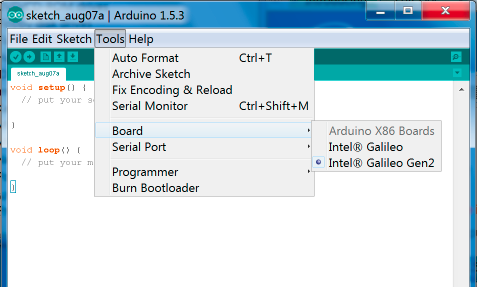 sketch_aug07a | Arduino 1.5.3
File Edit Sketch Tools Help
sketch_aug07a
void setup() {
// put your se
}
void loop() {
// put your m
}
Auto Format Ctrl+T
Archive Sketch
Fix Encoding & Reload
Serial Monitor Ctrl+Shift+M
Board
Serial Port
Programmer
Burn Bootloader
Arduino X86 Boards
Intel® Galileo
Intel® Galileo Gen2